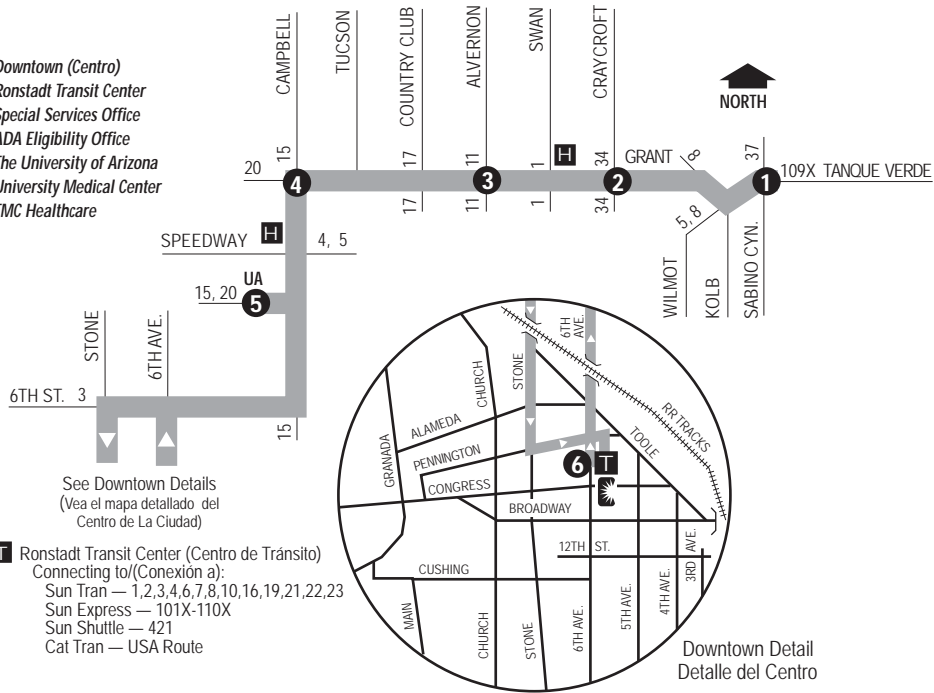 Downtown (Centro)
Ronstadt Transit Center
Special Services Office
ADA Eligibility Office
The University of Arizona
University Medical Center
TMC Healthcare
CAMPBELL
TUCSON
COUNTRY CLUB
ALVERNON
SWAN
CRAYCROFT
NORTH
20
15
17
11
1
H
34
GRANT
8
37
4
3
2
1
109X TANQUE VERDE
17
11
1
34
5, 8
WILMOT
KOLB
SABINO CYN.
SPEEDWAY
H
4, 5
UA
15, 20
5
STONE
6TH AVE.
6TH ST. 3
15
See Downtown Details
(Vea el mapa detallado del
Centro de La Ciudad)
T Ronstadt Transit Center (Centro de Tránsito)
Connecting to/(Conexión a):
Sun Tran — 1,2,3,4,6,7,8,10,16,19,21,22,23
Sun Express — 101X-110X
Sun Shuttle — 421
Cat Tran — USA Route
6TH
AVE.
STONE
CHURCH
RR TRACKS
TOOLE
ALAMEDA
GRANADA
PENNINGTON
6
T
CONGRESS
BROADWAY
12TH ST.
3RD AVE.
CUSHING
MAIN
CHURCH
STONE
6TH AVE.
5TH AVE.
4TH AVE.
Downtown Detail
Detalle del Centro